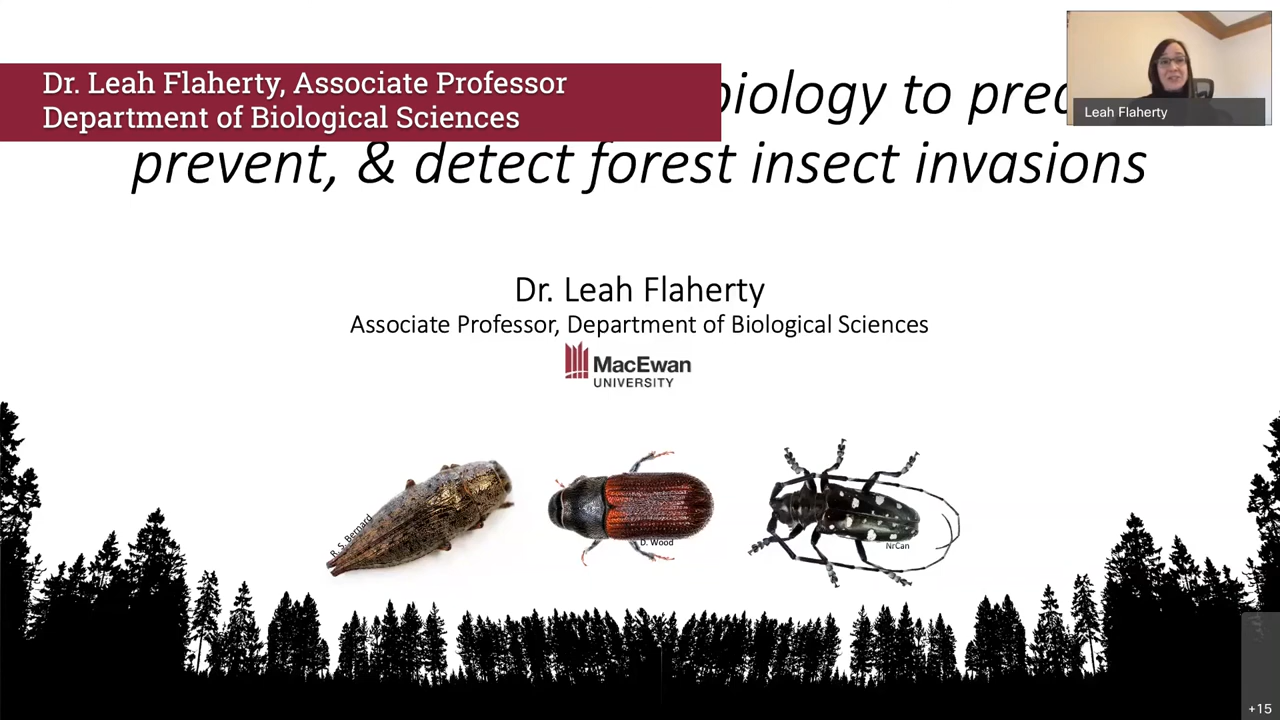 Dr. Leah Flaherty, Associate Professor
Department of Biological Sciences
biology to
prevent, & detect forest insect invasions
Leah Flaherty
Dr. Leah Flaherty
Associate Professor, Department of Biological Sciences
MacEwan
UNIVERSITY
R. S. Bernard
D. Wood
NrCan
+15